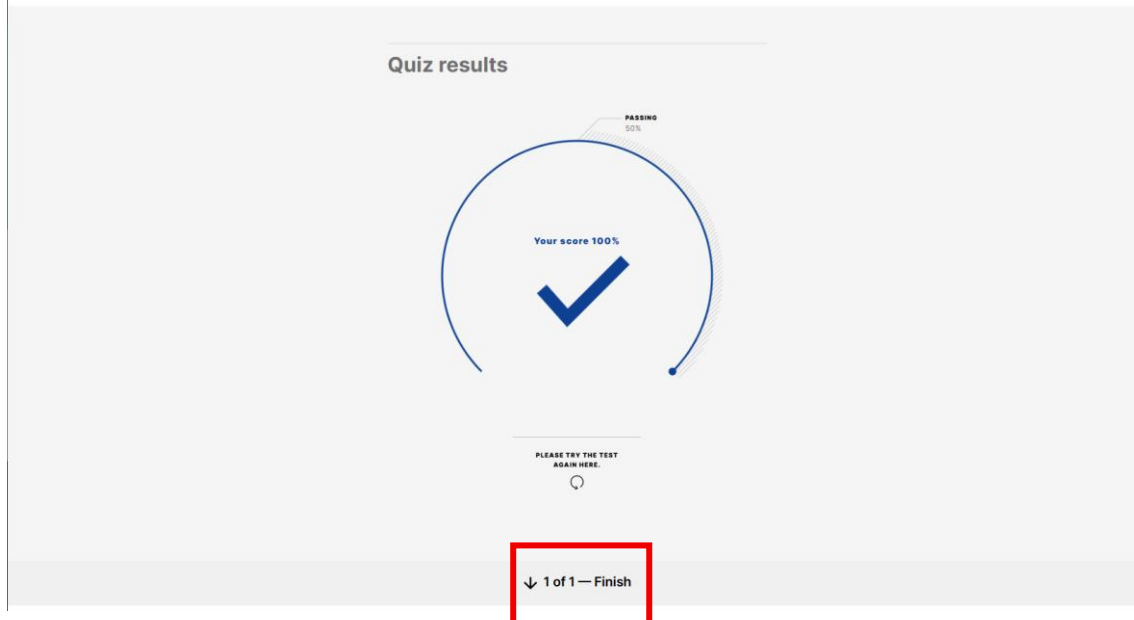 Quiz results
PASSING
50%
Your score 100%
PLEASE TRY THE TEST
AGAIN HERE.
↓ 1 of 1 — Finish